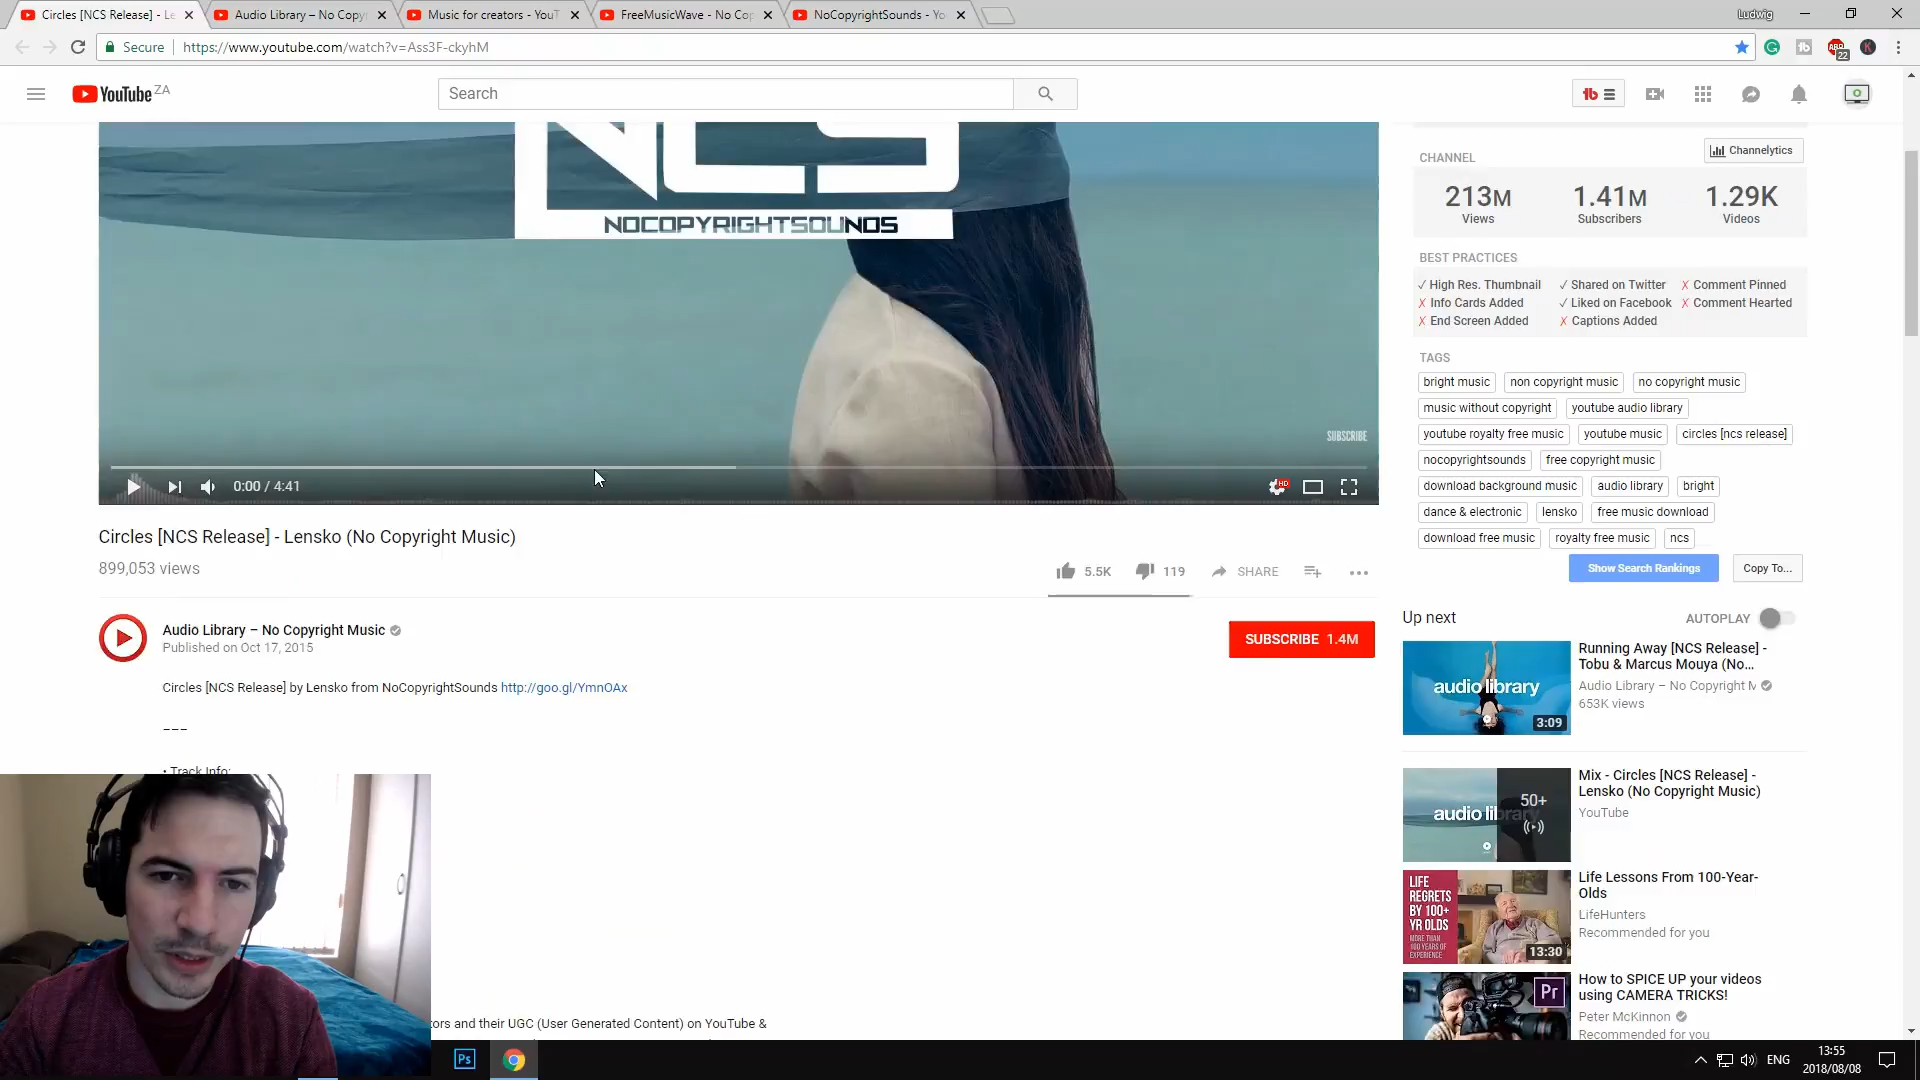 Circles [NCS Release] - Le
Audio Library – No Copy
Music for creators - YouT
FreeMusicWave - No Cop
NoCopyrightSounds - Yo
Ludwig
Secure
https://www.youtube.com/watch?v=Ass3F-ckyhM
22
YouTube ZA
Search
NCS
NOCOPYRIGHTSOUNDS
SUBSCRIBE
0:00 / 4:41
HD
Circles [NCS Release] - Lensko (No Copyright Music)
899,053 views
5.5K
119
SHARE
Audio Library – No Copyright Music
Published on Oct 17, 2015
SUBSCRIBE 1.4M
Circles [NCS Release] by Lensko from NoCopyrightSounds http://goo.gl/YmnOAx
–––
• Track Info:
tors and their UGC (User Generated Content) on YouTube &
CHANNEL
Channelytics
213M
1.41M
1.29K
Views
Subscribers
Videos
BEST PRACTICES
✓ High Res. Thumbnail
✓ Shared on Twitter
✗ Comment Pinned
✗ Info Cards Added
✓ Liked on Facebook
✗ Comment Hearted
✗ End Screen Added
✗ Captions Added
TAGS
bright music
non copyright music
no copyright music
music without copyright
youtube audio library
youtube royalty free music
youtube music
circles [ncs release]
nocopyrightsounds
free copyright music
download background music
audio library
bright
dance & electronic
lensko
free music download
download free music
royalty free music
ncs
Show Search Rankings
Copy To...
Up next
AUTOPLAY
audio library
3:09
Running Away [NCS Release] -
Tobu & Marcus Mouya (No...
Audio Library – No Copyright M
653K views
audio library
50+
Mix - Circles [NCS Release] -
Lensko (No Copyright Music)
YouTube
LIFE
REGRETS
BY 100+
YR OLDS
MORE THAN
100 YEARS OF
EXPERIENCE
13:30
Life Lessons From 100-Year-
Olds
LifeHunters
Recommended for you
Pr
How to SPICE UP your videos
using CAMERA TRICKS!
Peter McKinnon
Recommended for you
Ps
ENG
13:55
2018/08/08